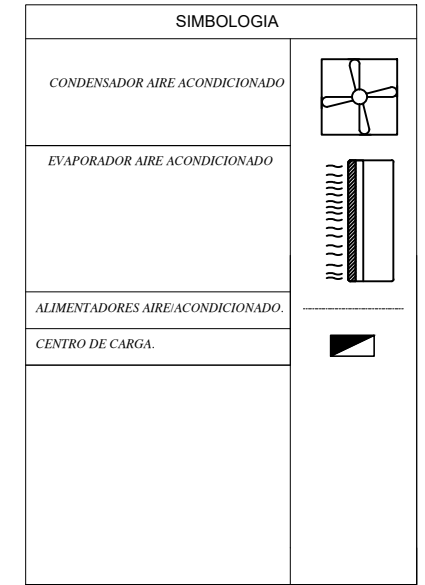 SIMBOLOGIA
CONDENSADOR AIRE ACONDICIONADO
EVAPORADOR AIRE ACONDICIONADO
ALIMENTADORES AIRE/ACONDICIONADO.
CENTRO DE CARGA.